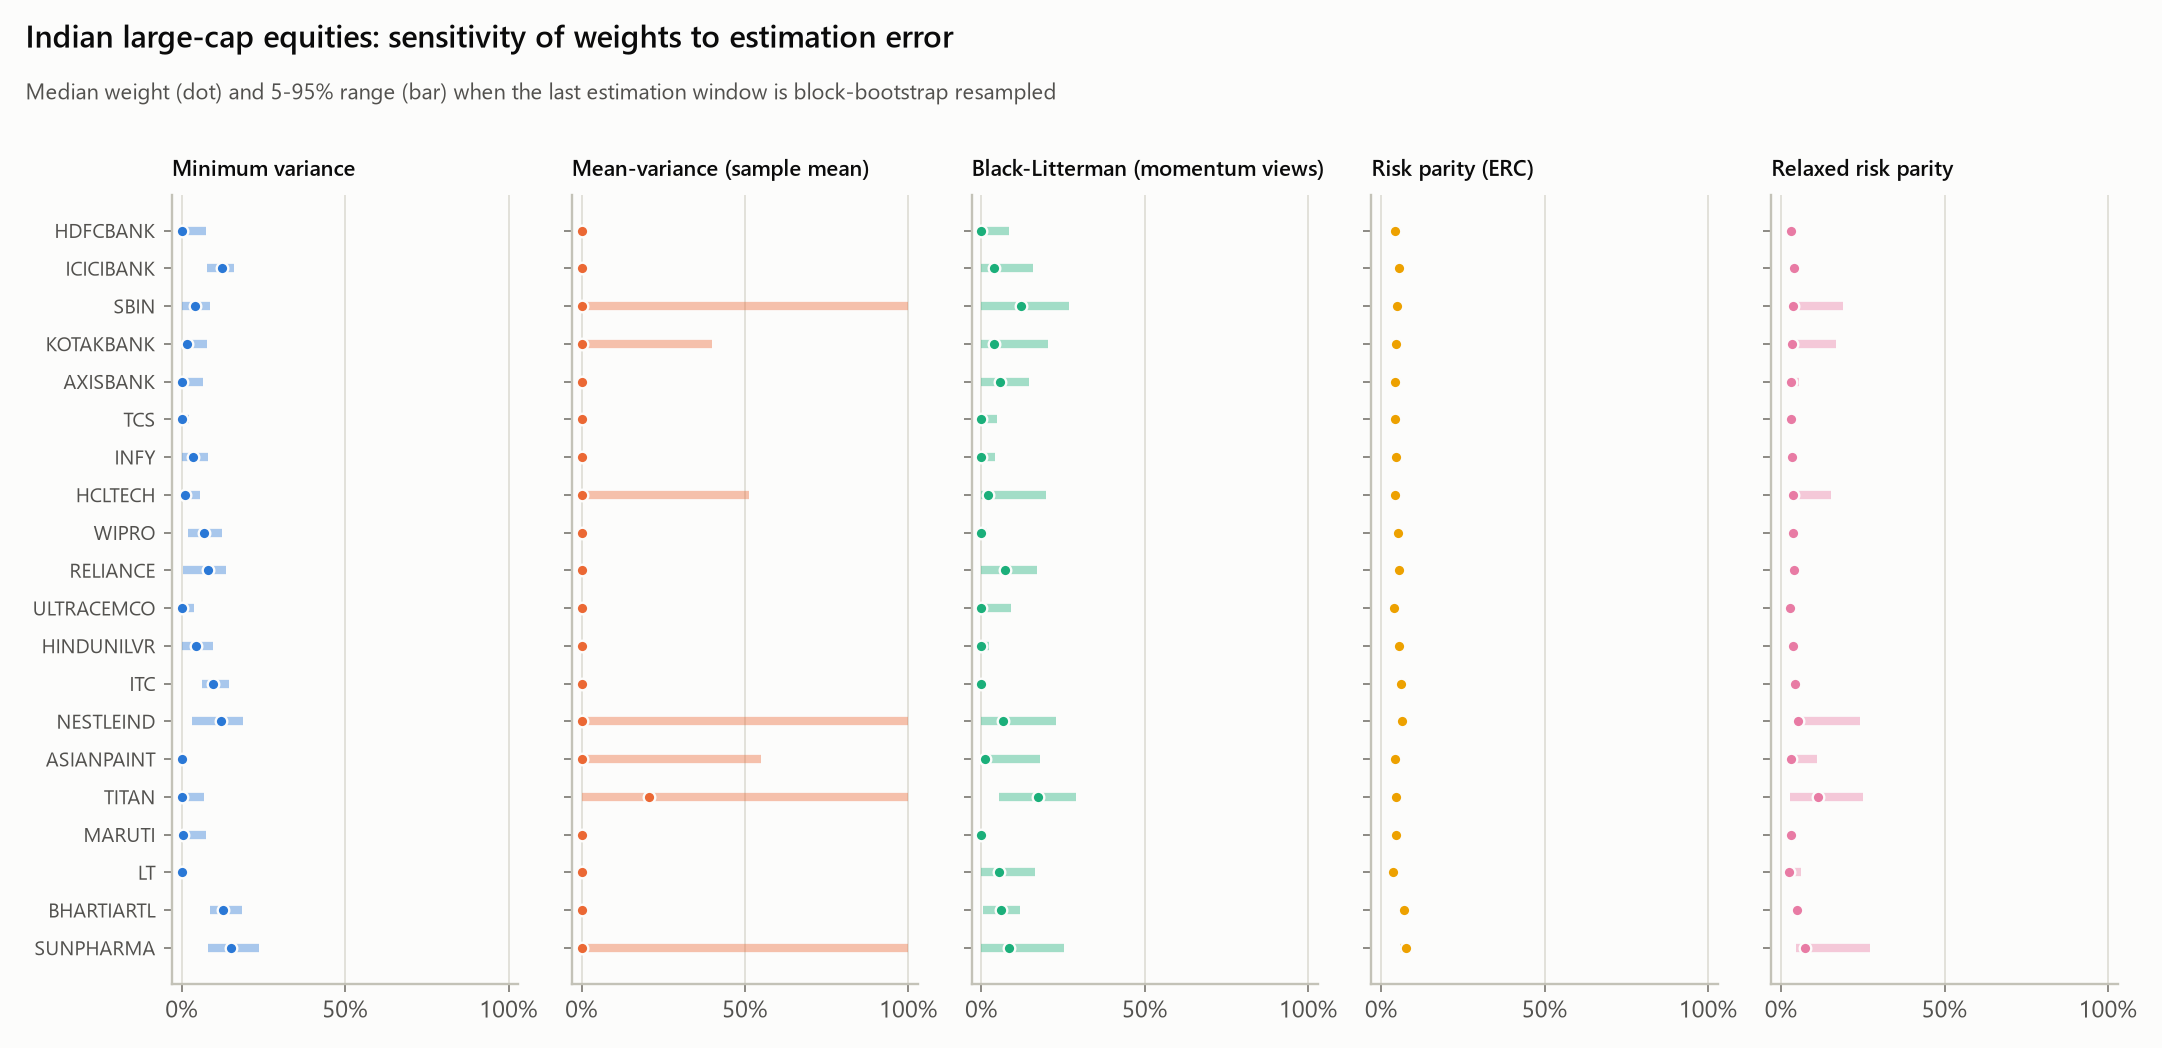 Indian large-cap equities: sensitivity of weights to estimation error
Median weight (dot) and 5-95% range (bar) when the last estimation window is block-bootstrap resampled
Minimum variance
Mean-variance (sample mean)
Black-Litterman (momentum views)
Risk parity (ERC)
Relaxed risk parity
HDFCBANK
ICICIBANK
SBIN
KOTAKBANK
AXISBANK
TCS
INFY
HCLTECH
WIPRO
RELIANCE
ULTRACEMCO
HINDUNILVR
ITC
NESTLEIND
ASIANPAINT
TITAN
MARUTI
LT
BHARTIARTL
SUNPHARMA
0% 50% 100% 0% 50% 100% 0% 50% 100% 0% 50% 100% 0% 50% 100%